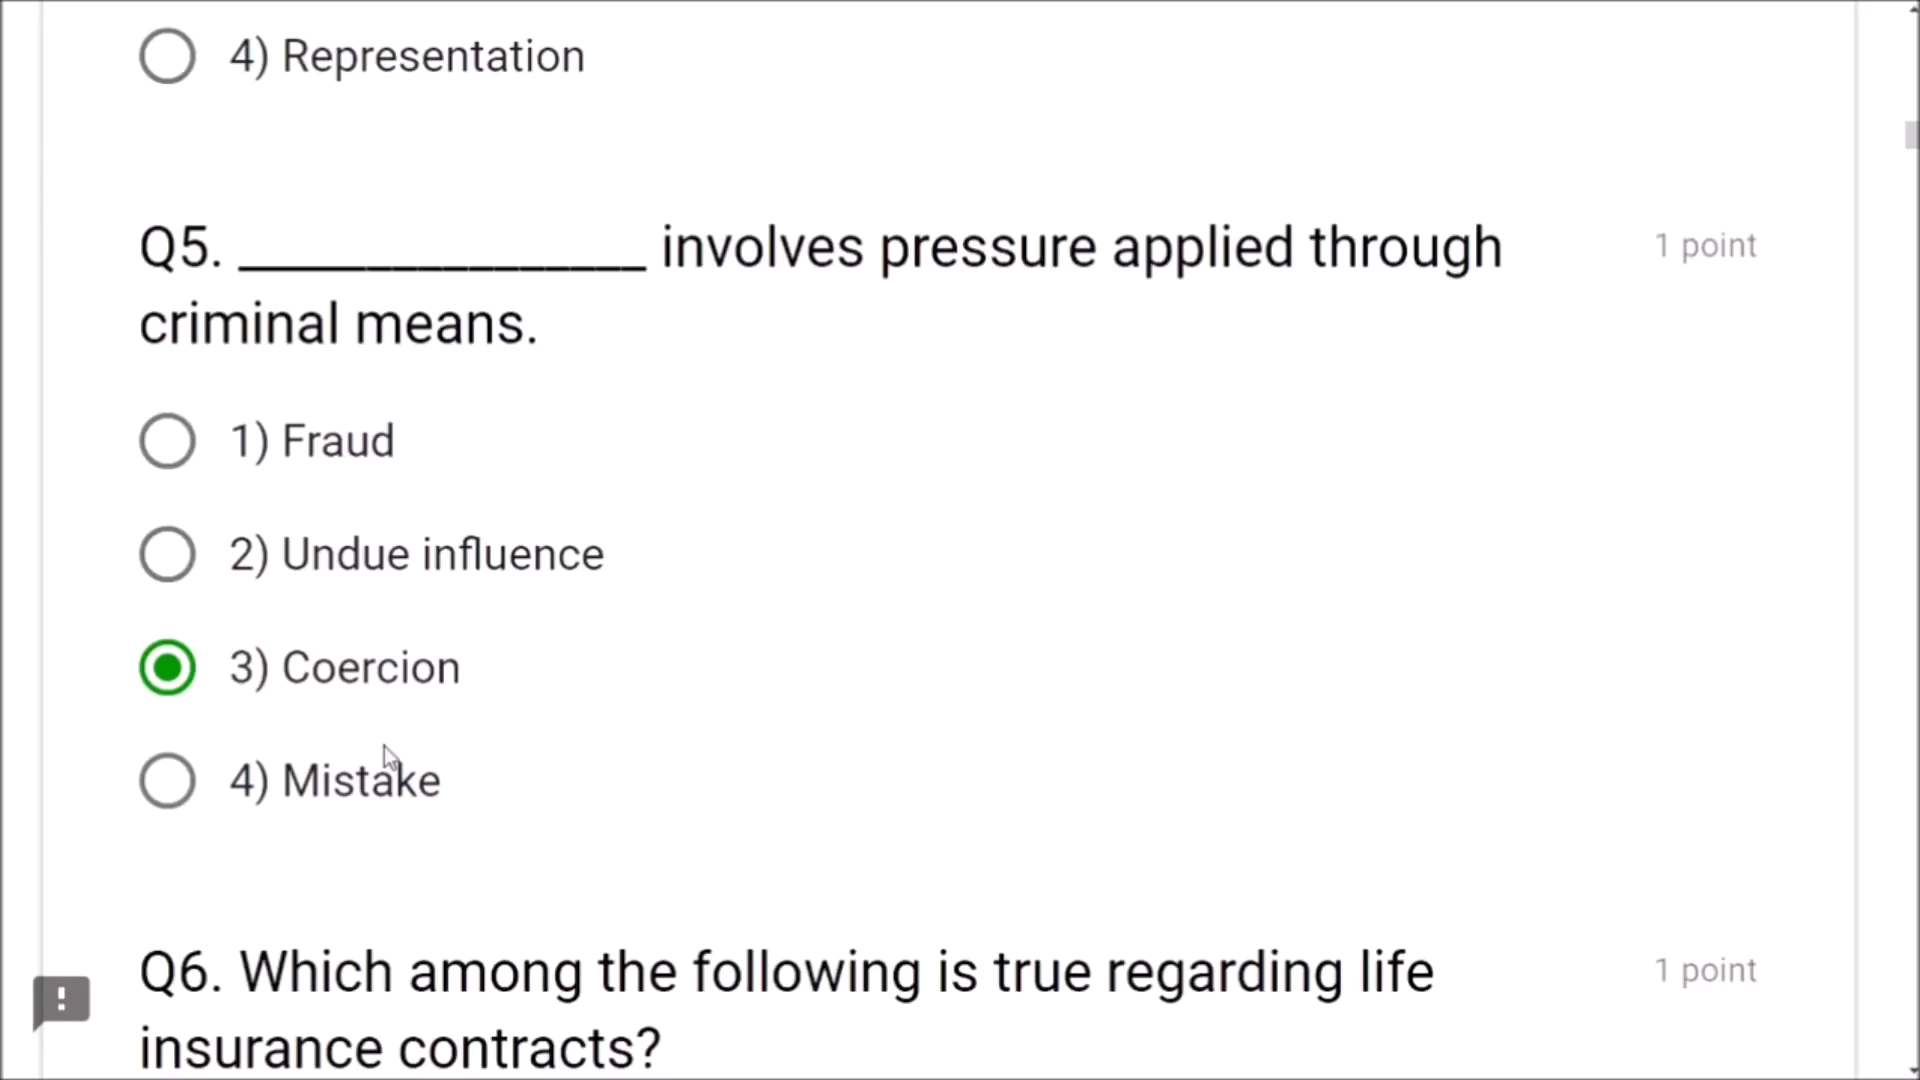 4) Representation
Q5. ________________ involves pressure applied through
1 point
criminal means.
1) Fraud
2) Undue influence
3) Coercion
4) Mistake
Q6. Which among the following is true regarding life
1 point
insurance contracts?